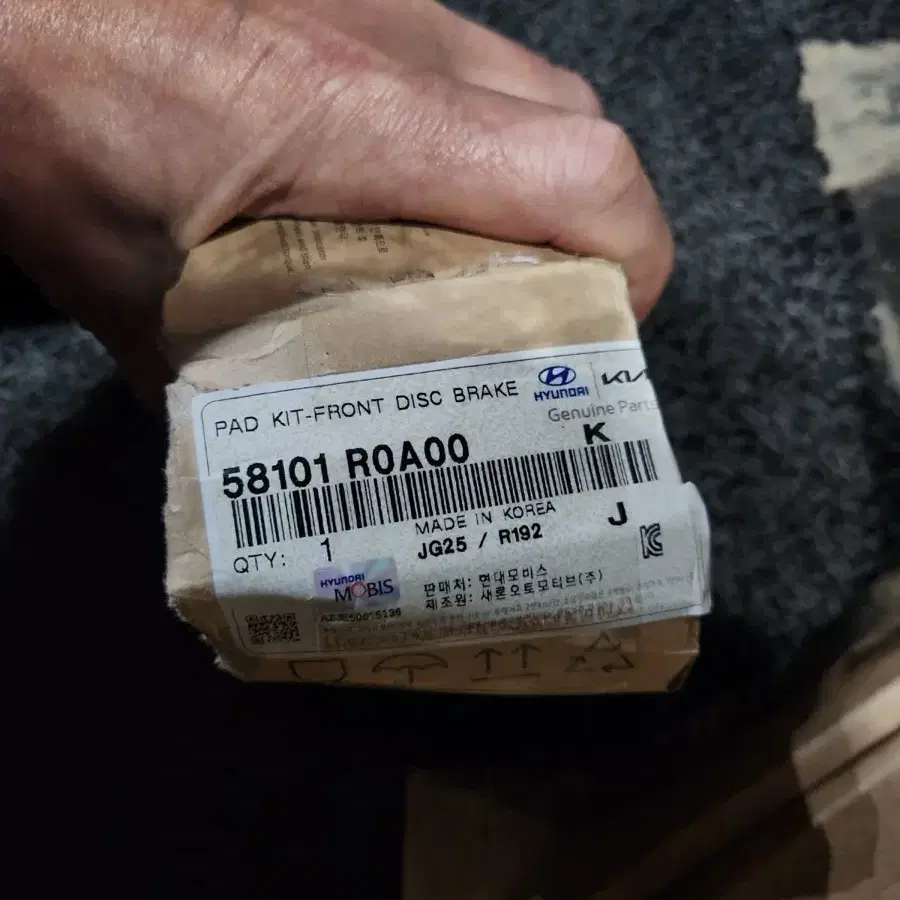 PAD KIT-FRONT DISC BRAKE
HYUNDAI
KIA
Genuine Parts
58101 R0A00
K
MADE IN KOREA
J
QTY: 1
JG25 / R192
HYUNDAI
MOBIS
판매처: 현대모비스
제조원: 새론오토모티브(주)